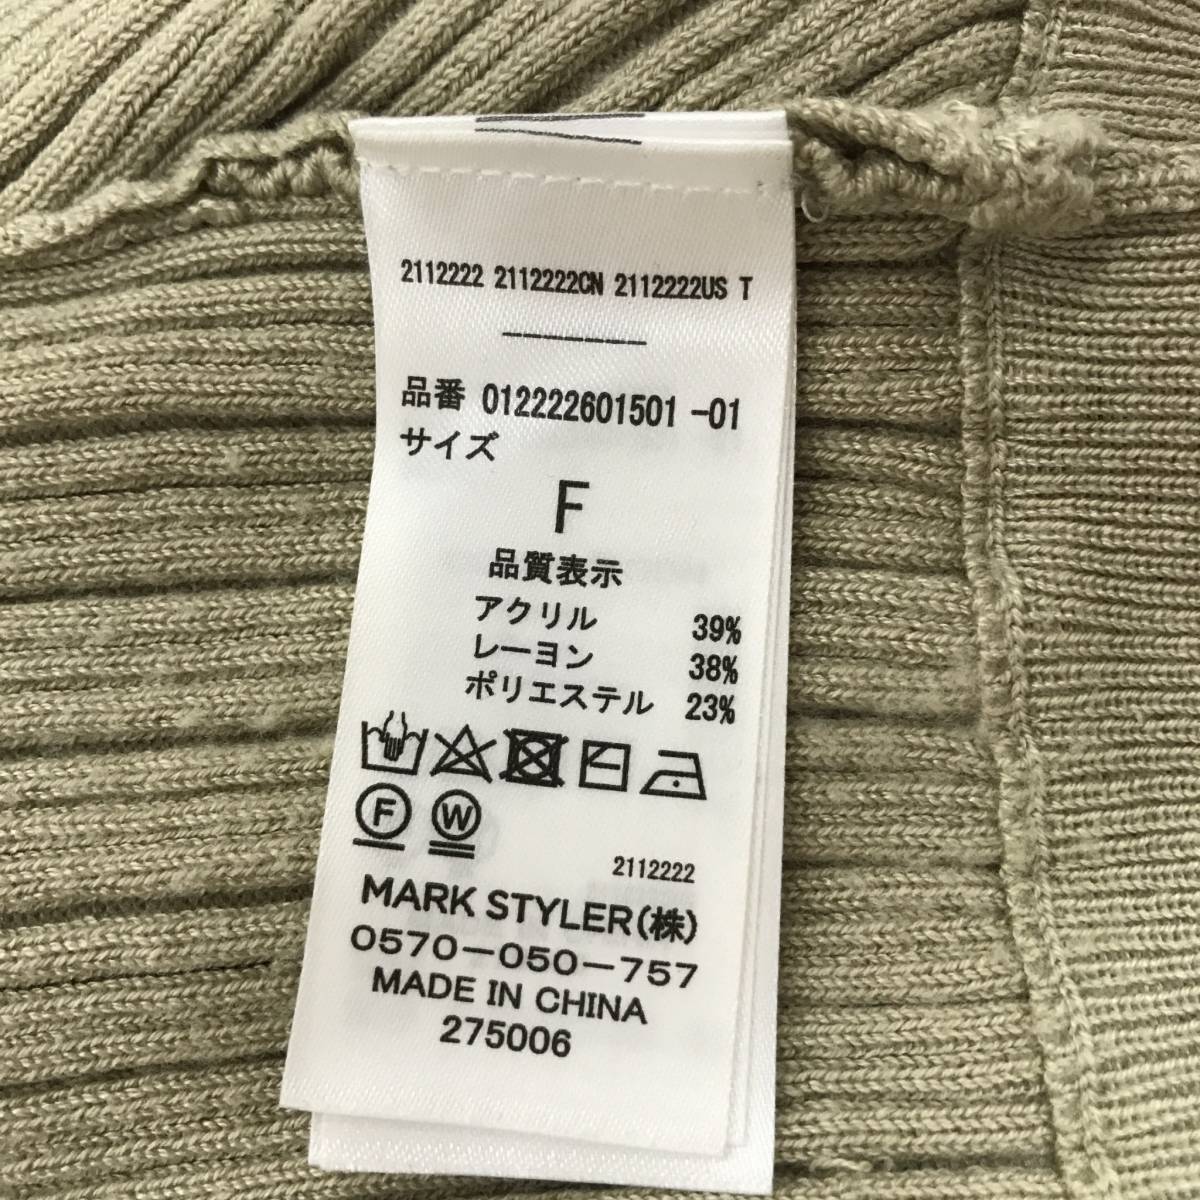 2112222 2112222CN 2112222US T
--------
品番 012222601501 -01
サイズ
F
品質表示
アクリル 39%
レーヨン 38%
ポリエステル 23%
F W
2112222
MARK STYLER(株)
0570-050-757
MADE IN CHINA
275006